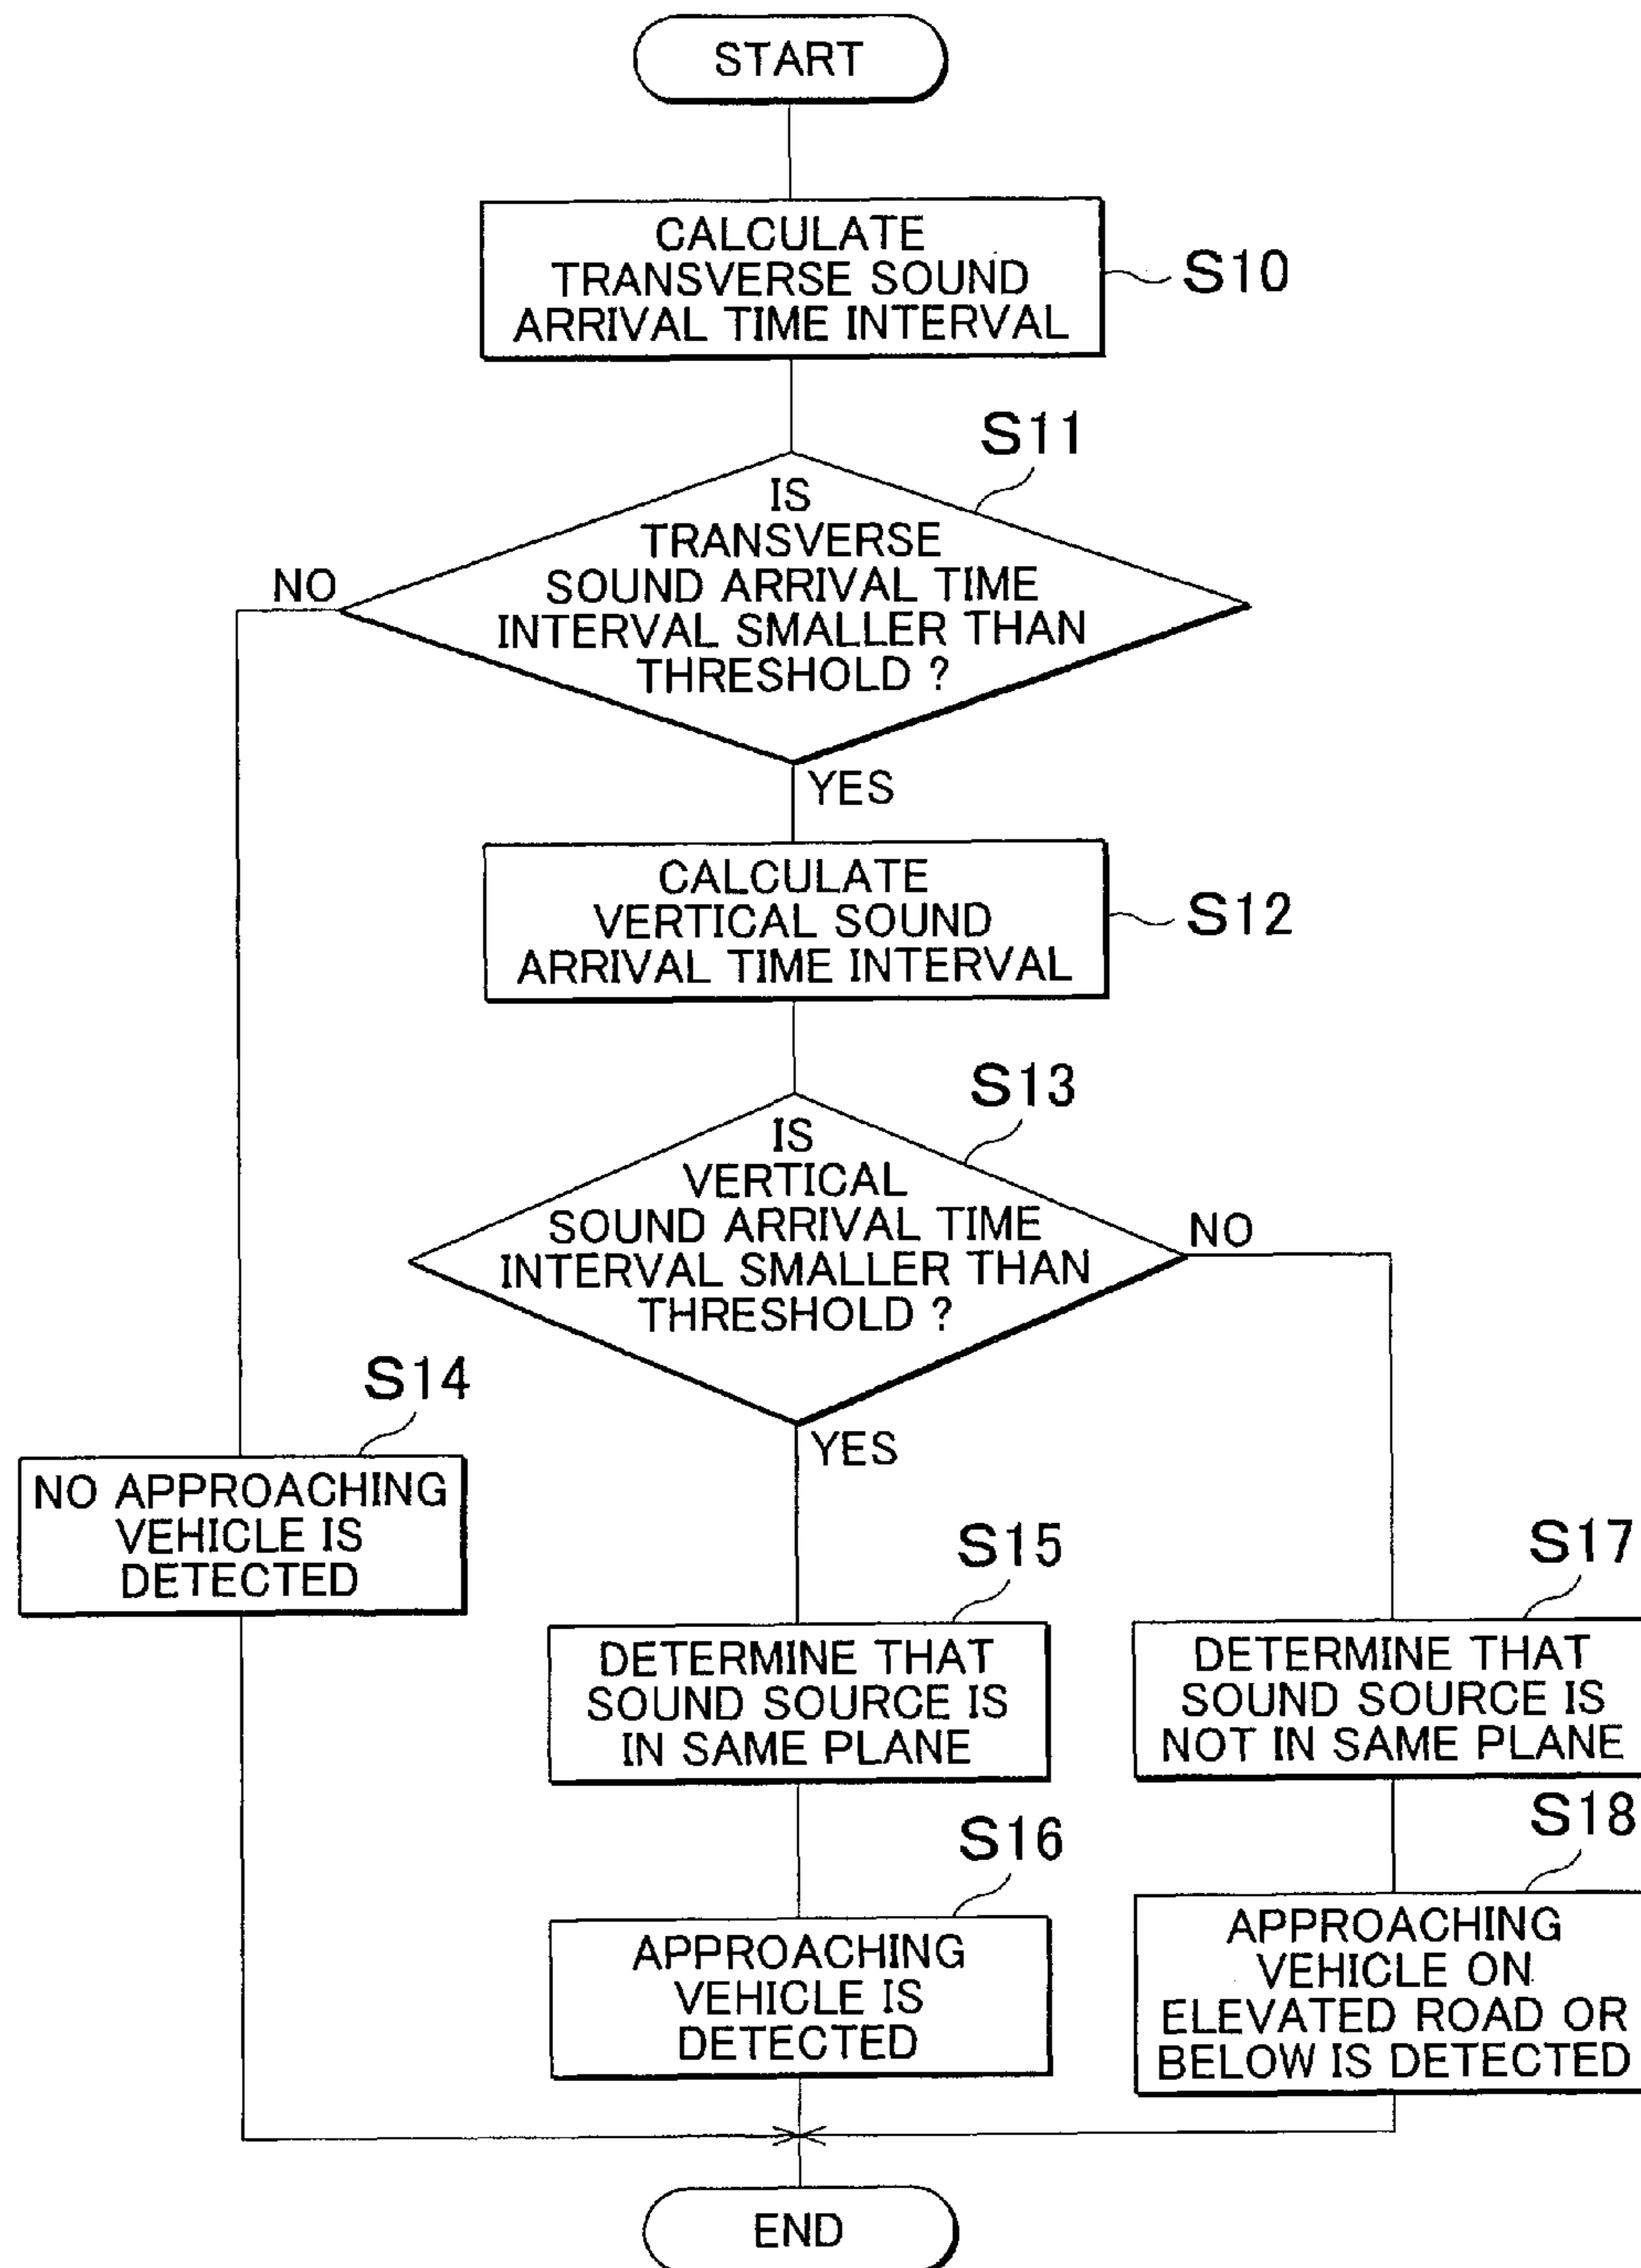 START
CALCULATE
TRANSVERSE SOUND
ARRIVAL TIME INTERVAL
S10
S11
IS
TRANSVERSE
SOUND ARRIVAL TIME
INTERVAL SMALLER THAN
THRESHOLD ?
NO
YES
CALCULATE
VERTICAL SOUND
ARRIVAL TIME INTERVAL
S12
S13
IS
VERTICAL
SOUND ARRIVAL TIME
INTERVAL SMALLER THAN
THRESHOLD ?
NO
YES
S14
NO APPROACHING
VEHICLE IS
DETECTED
S15
DETERMINE THAT
SOUND SOURCE IS
IN SAME PLANE
S17
DETERMINE THAT
SOUND SOURCE IS
NOT IN SAME PLANE
S16
APPROACHING
VEHICLE IS
DETECTED
S18
APPROACHING
VEHICLE ON
ELEVATED ROAD OR
BELOW IS DETECTED
END